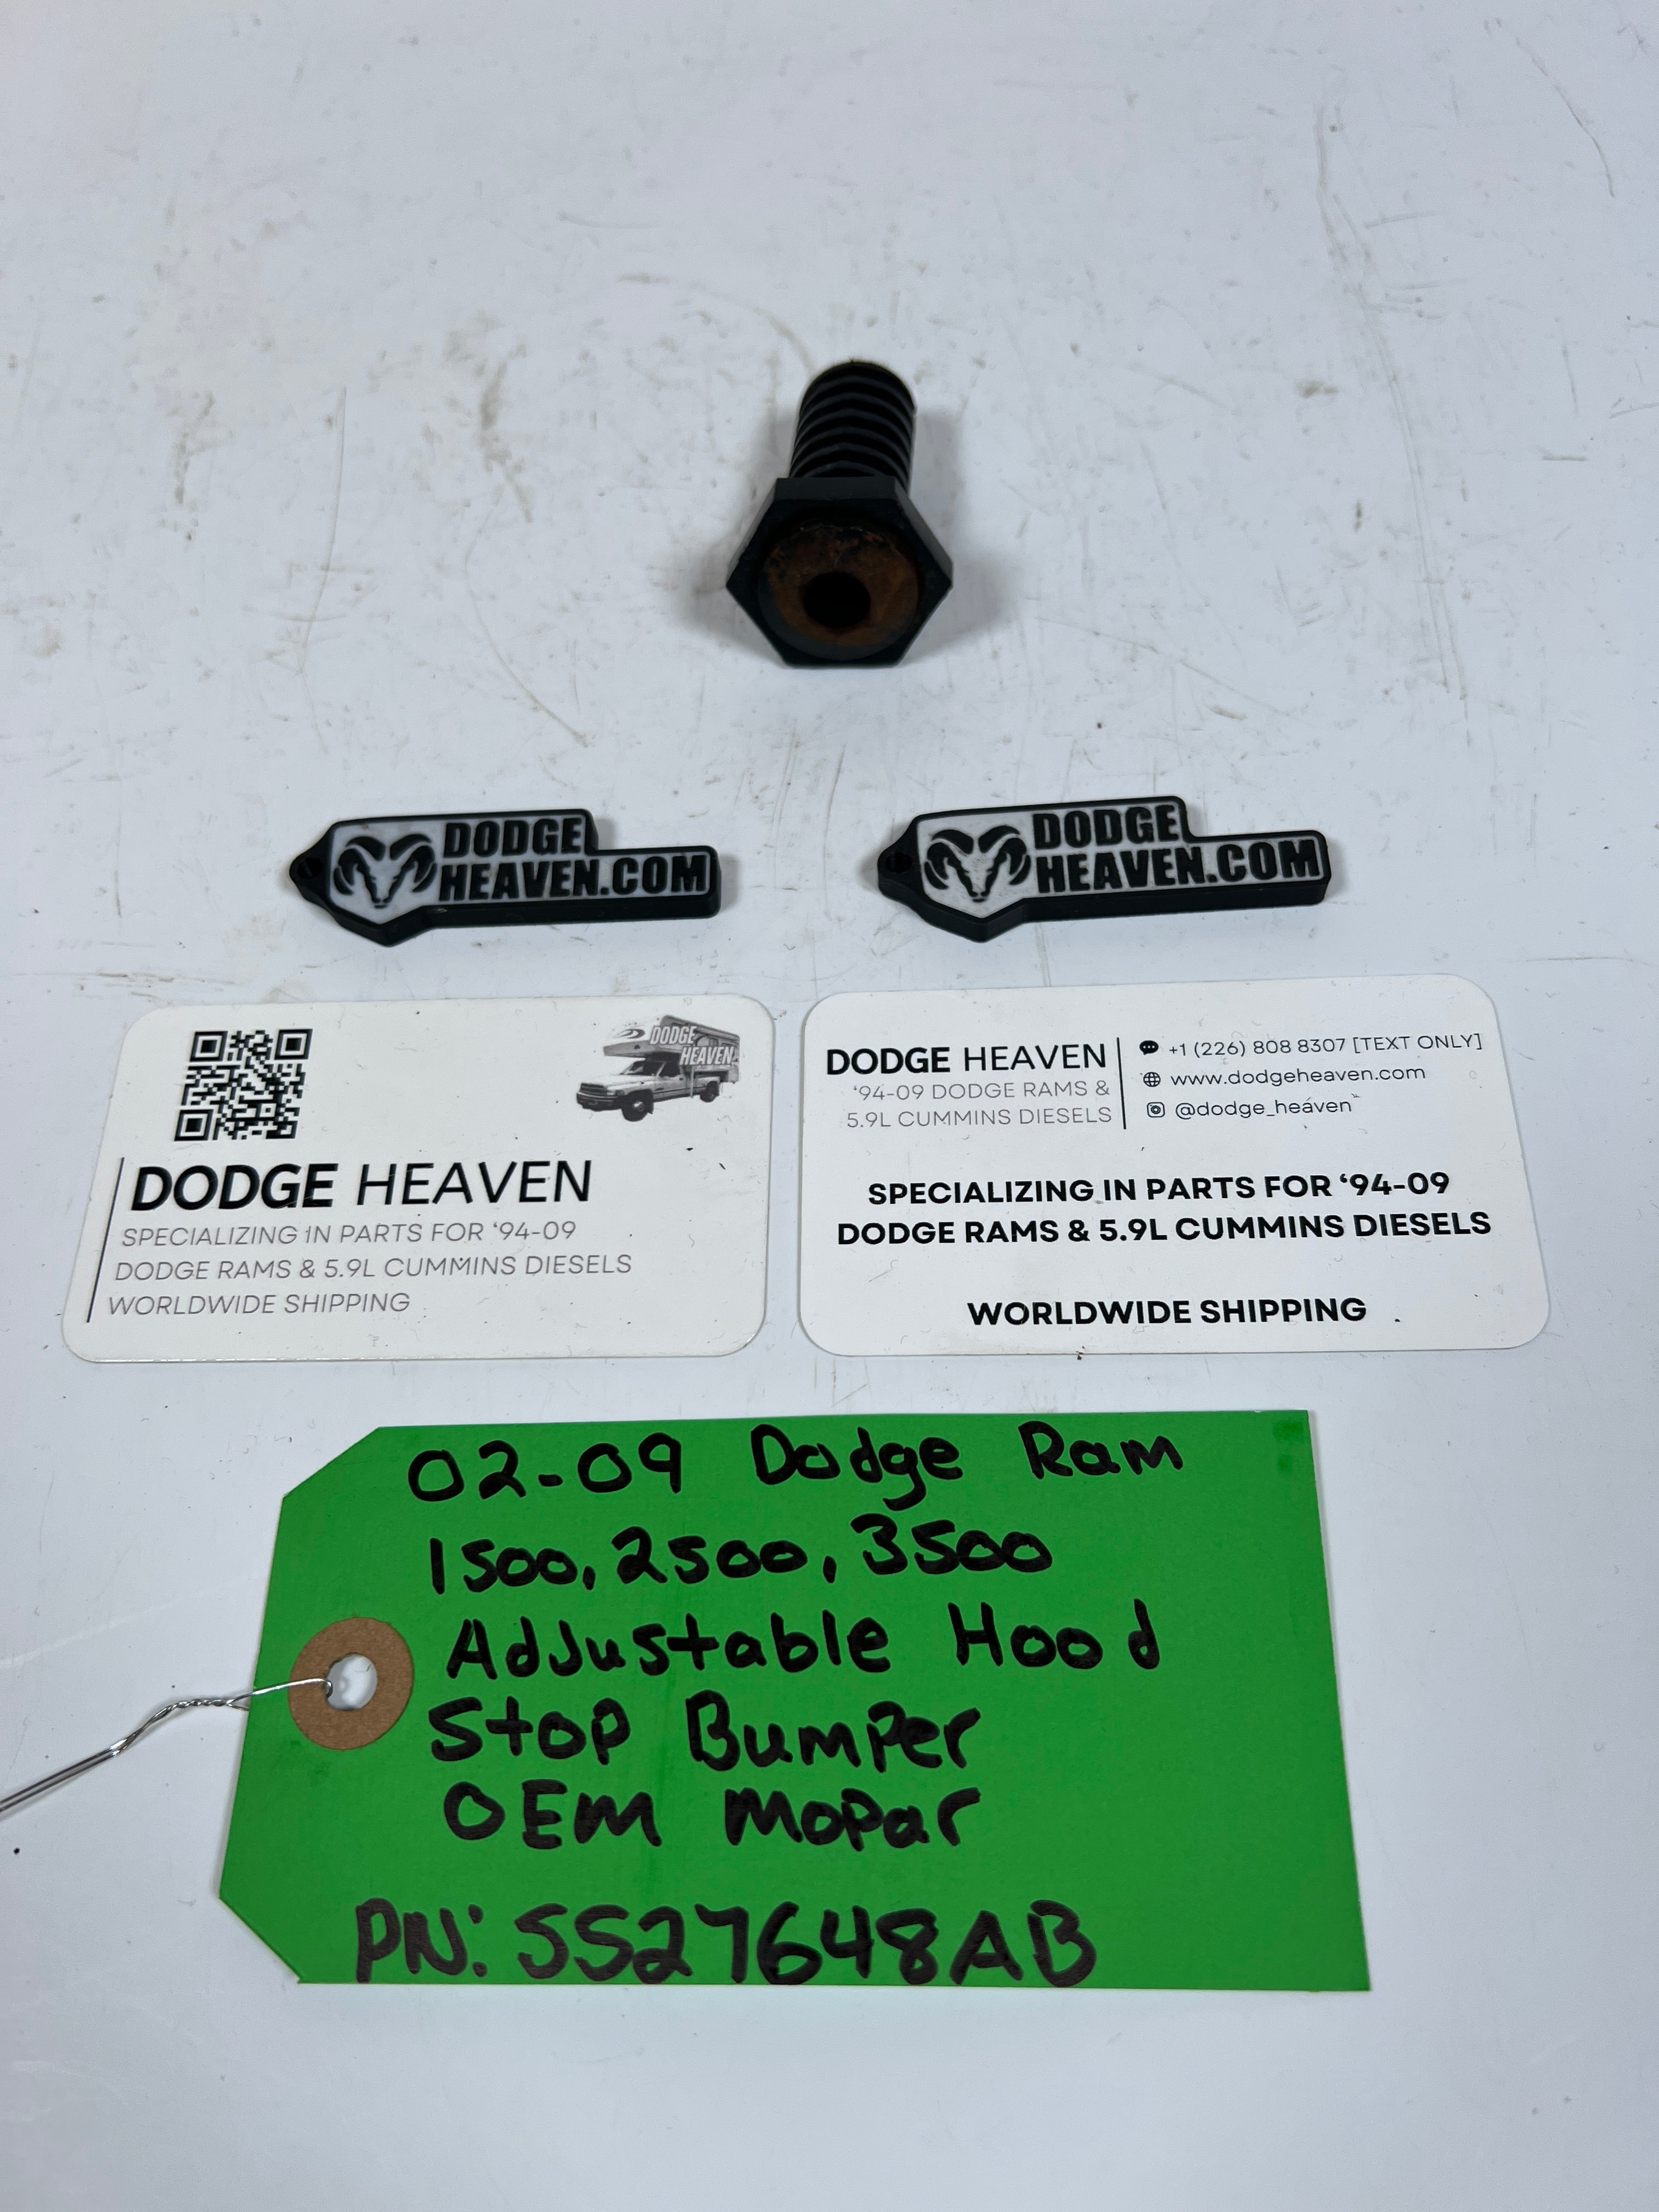 DODGE
HEAVEN.COM
DODGE
HEAVEN.COM
DODGE
HEAVEN
DODGE HEAVEN
SPECIALIZING IN PARTS FOR ‘94-09
DODGE RAMS & 5.9L CUMMINS DIESELS
WORLDWIDE SHIPPING
DODGE HEAVEN
‘94-09 DODGE RAMS &
5.9L CUMMINS DIESELS
+1 (226) 808 8307 [TEXT ONLY]
www.dodgeheaven.com
@dodge_heaven
SPECIALIZING IN PARTS FOR ‘94-09
DODGE RAMS & 5.9L CUMMINS DIESELS
WORLDWIDE SHIPPING
02-09 Dodge Ram
1500, 2500, 3500
Adjustable Hood
Stop Bumper
OEM Mopar
PN: 5527648AB